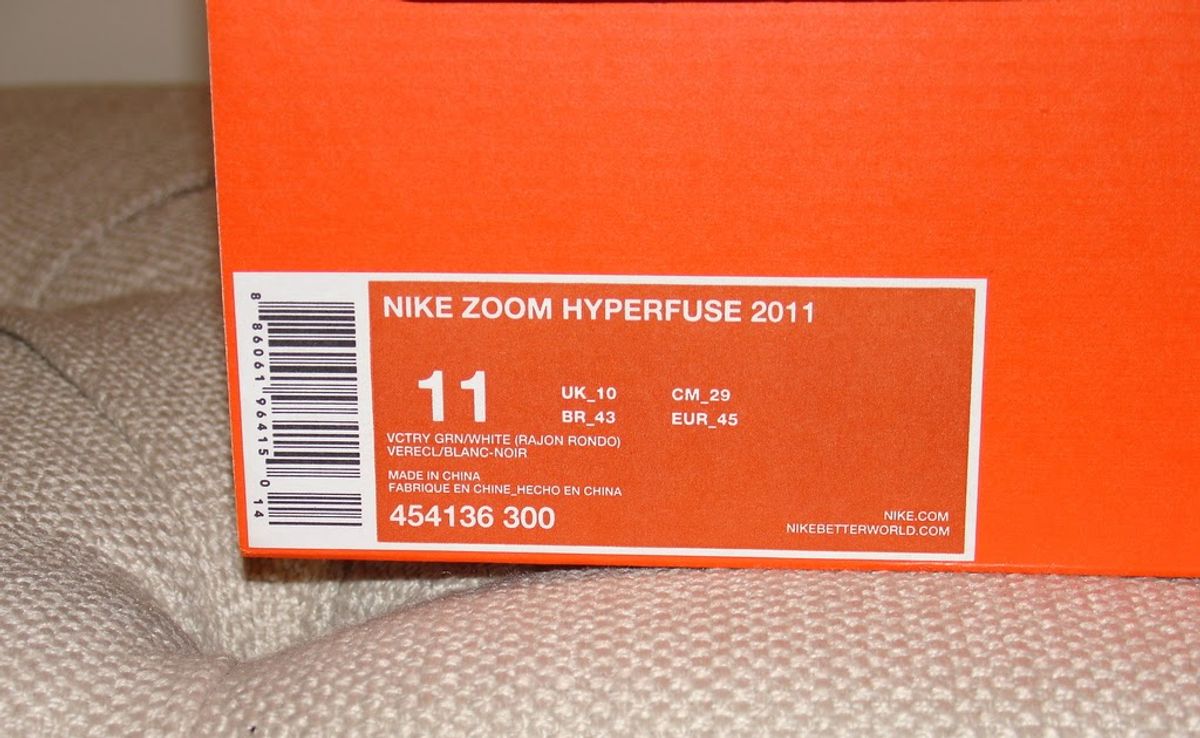 8 86061 96415 0 14
NIKE ZOOM HYPERFUSE 2011
11
UK_10 CM_29
BR_43 EUR_45
VCTRY GRN/WHITE (RAJON RONDO)
VERECL/BLANC-NOIR
MADE IN CHINA
FABRIQUE EN CHINE_HECHO EN CHINA
454136 300
NIKE.COM
NIKEBETTERWORLD.COM